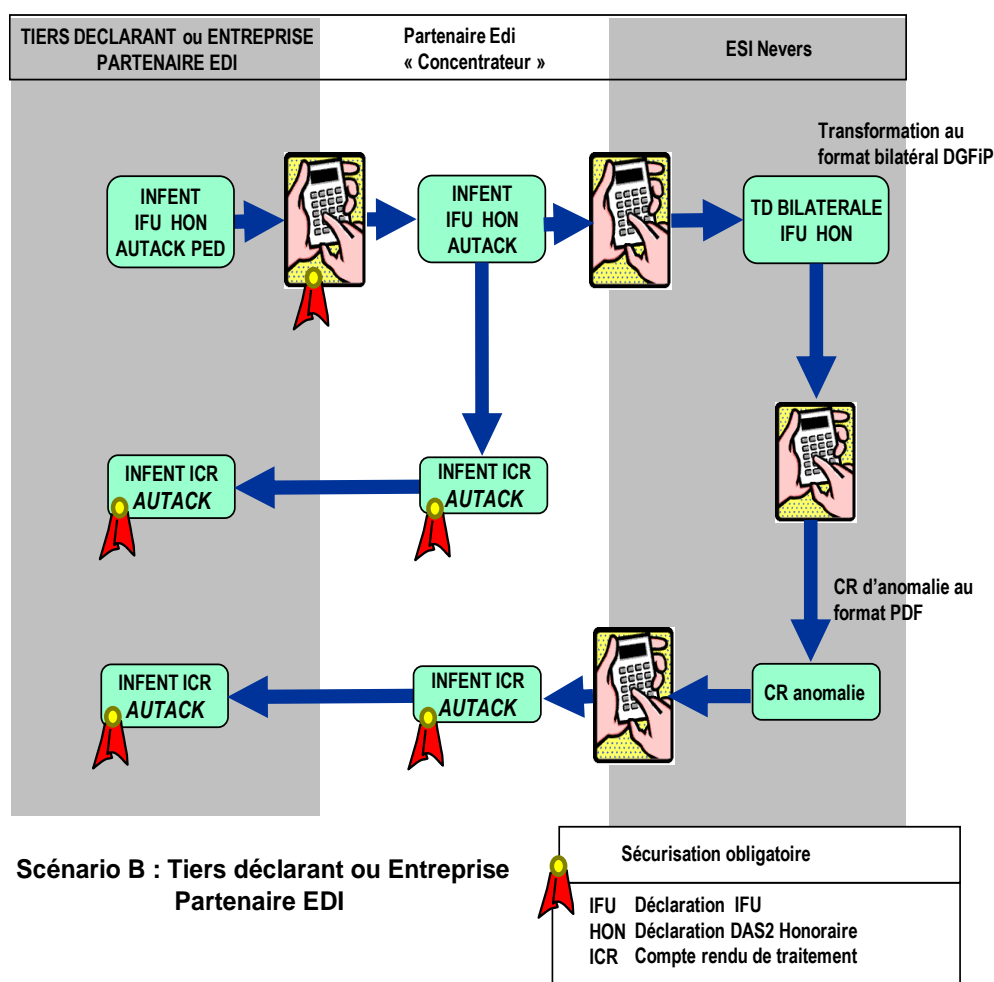 TIERS DECLARANT ou ENTREPRISE
PARTENAIRE EDI
Partenaire Edi
« Concentrateur »
ESI Nevers
Transformation au
format bilatéral DGFiP
INFENT
IFU HON
AUTACK PED
INFENT
IFU HON
AUTACK
TD BILATERALE
IFU HON
INFENT ICR
AUTACK
INFENT ICR
AUTACK
CR d'anomalie au
format PDF
INFENT ICR
AUTACK
INFENT ICR
AUTACK
CR anomalie
Scénario B : Tiers déclarant ou Entreprise
Partenaire EDI
Sécurisation obligatoire
IFU Déclaration IFU
HON Déclaration DAS2 Honoraire
ICR Compte rendu de traitement